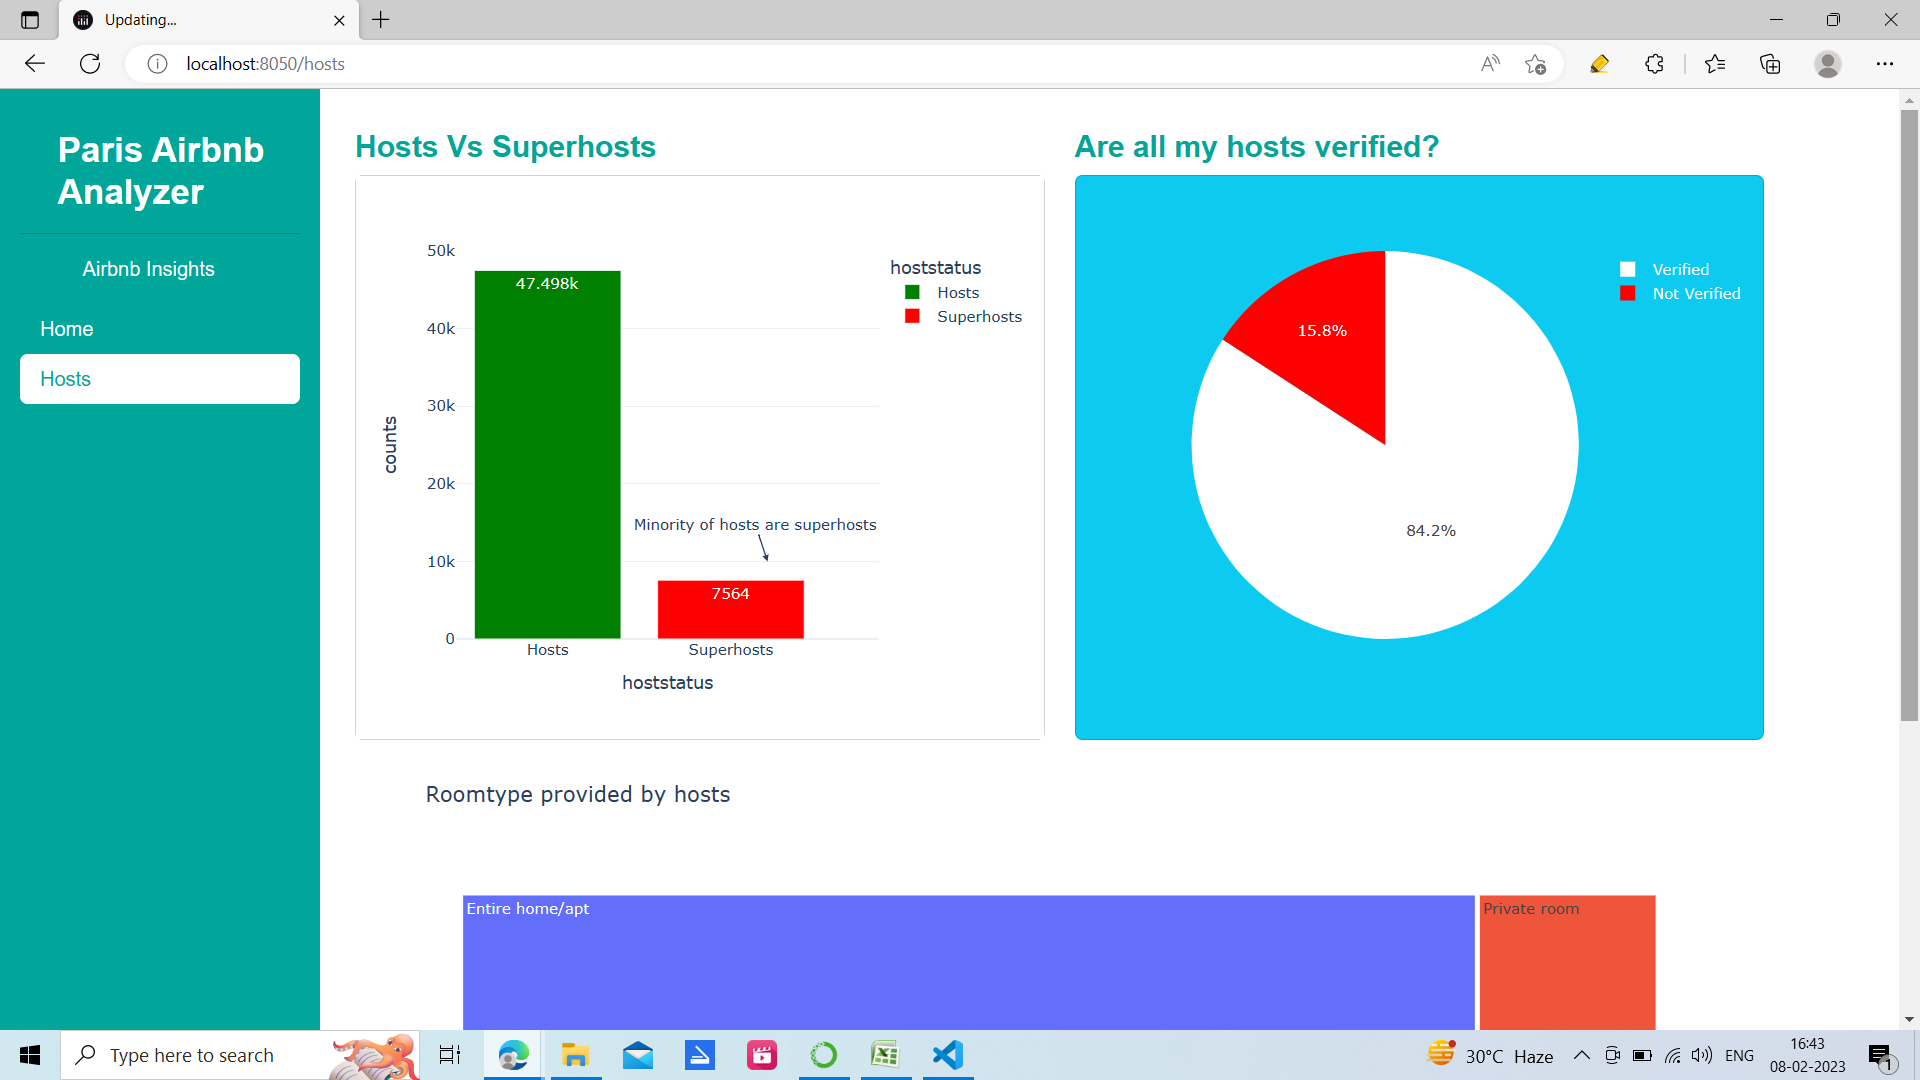 Updating...
localhost:8050/hosts
Paris Airbnb
Analyzer
Airbnb Insights
Home
Hosts
Hosts Vs Superhosts
50k
40k
30k
20k
10k
0
counts
47.498k
7564
Minority of hosts are superhosts
Hosts
Superhosts
hoststatus
hoststatus
Hosts
Superhosts
Are all my hosts verified?
15.8%
84.2%
Verified
Not Verified
Roomtype provided by hosts
Entire home/apt
Private room
Type here to search
30°C Haze
ENG
16:43
08-02-2023
1